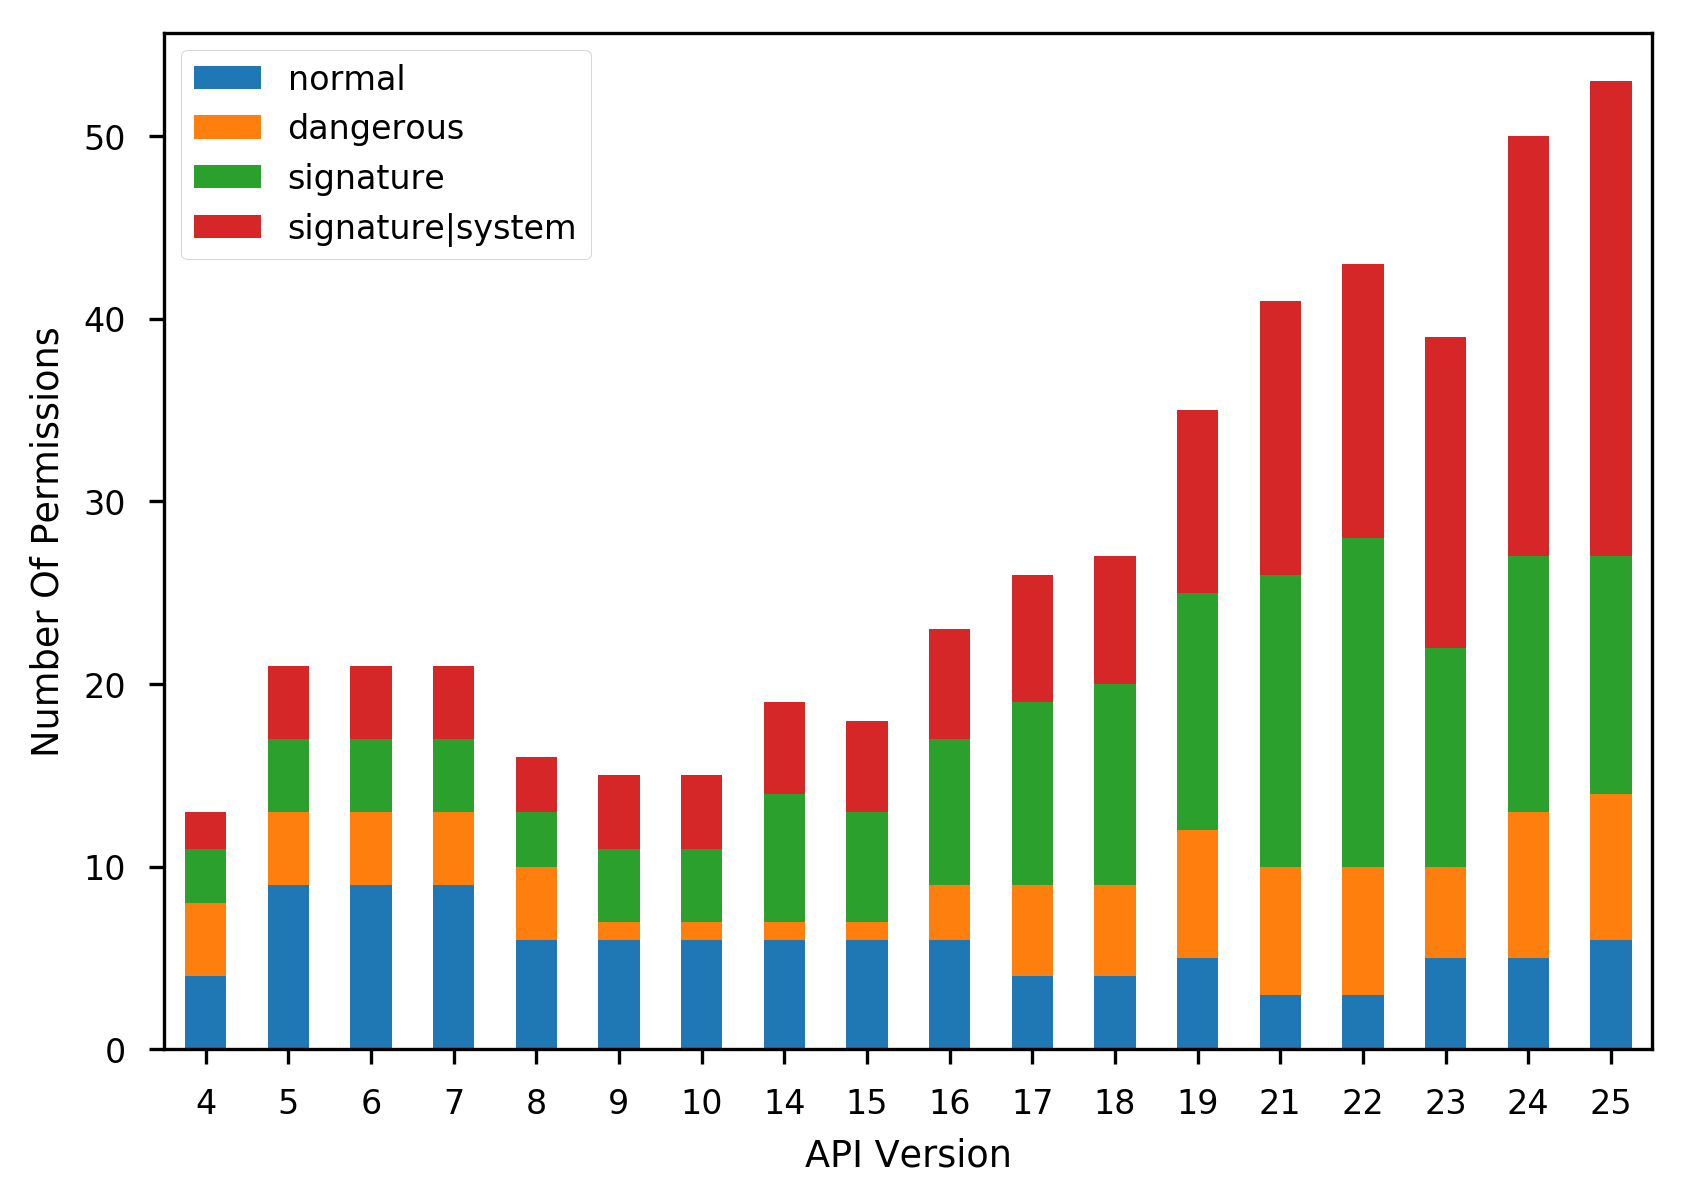 normal
dangerous
signature
signature|system
50
40
30
20
10
0
Number Of Permissions
4 5 6 7 8 9 10 14 15 16 17 18 19 21 22 23 24 25
API Version